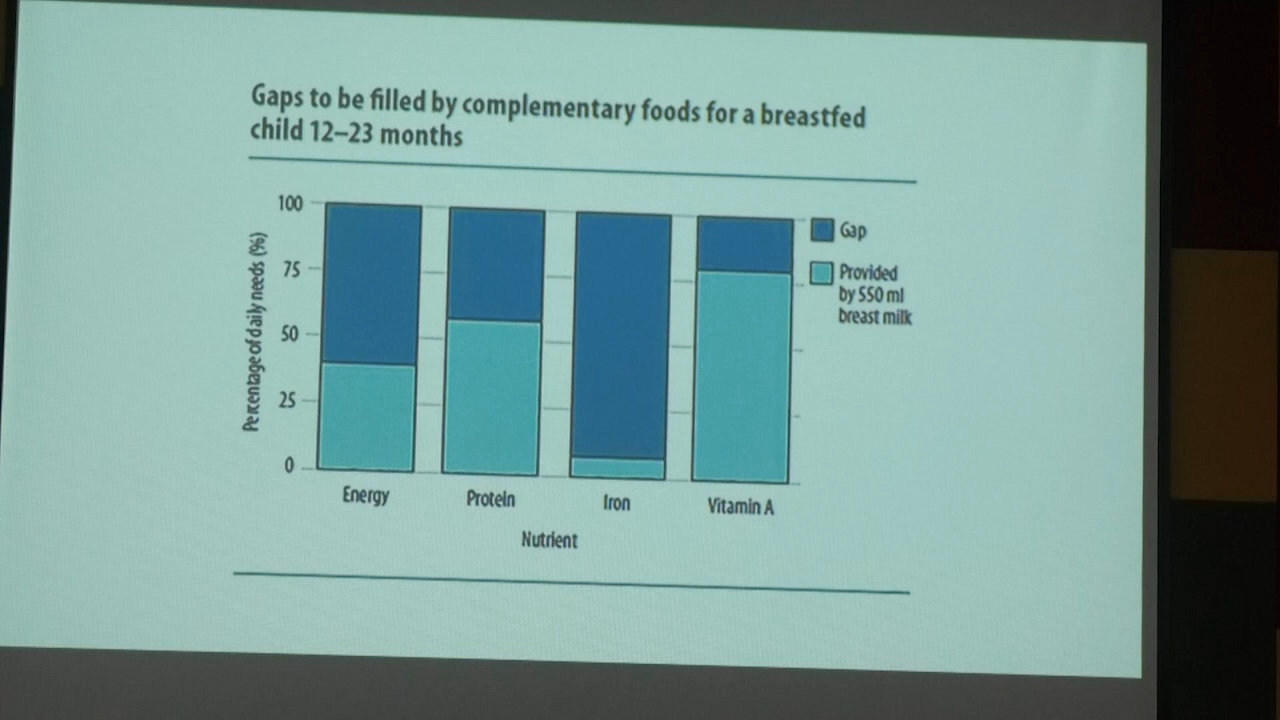 Gaps to be filled by complementary foods for a breastfed
child 12–23 months
Percentage of daily needs (%)
100
75
50
25
0
Energy
Protein
Iron
Vitamin A
Nutrient
Gap
Provided
by 550 ml
breast milk